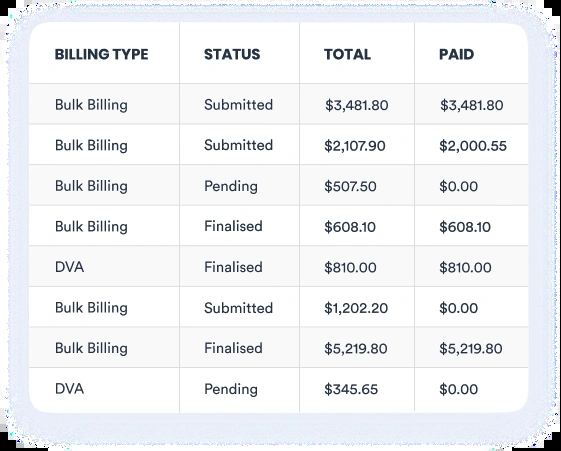 BILLING TYPE STATUS TOTAL PAID
Bulk Billing Submitted $3,481.80 $3,481.80
Bulk Billing Submitted $2,107.90 $2,000.55
Bulk Billing Pending $507.50 $0.00
Bulk Billing Finalised $608.10 $608.10
DVA Finalised $810.00 $810.00
Bulk Billing Submitted $1,202.20 $0.00
Bulk Billing Finalised $5,219.80 $5,219.80
DVA Pending $345.65 $0.00